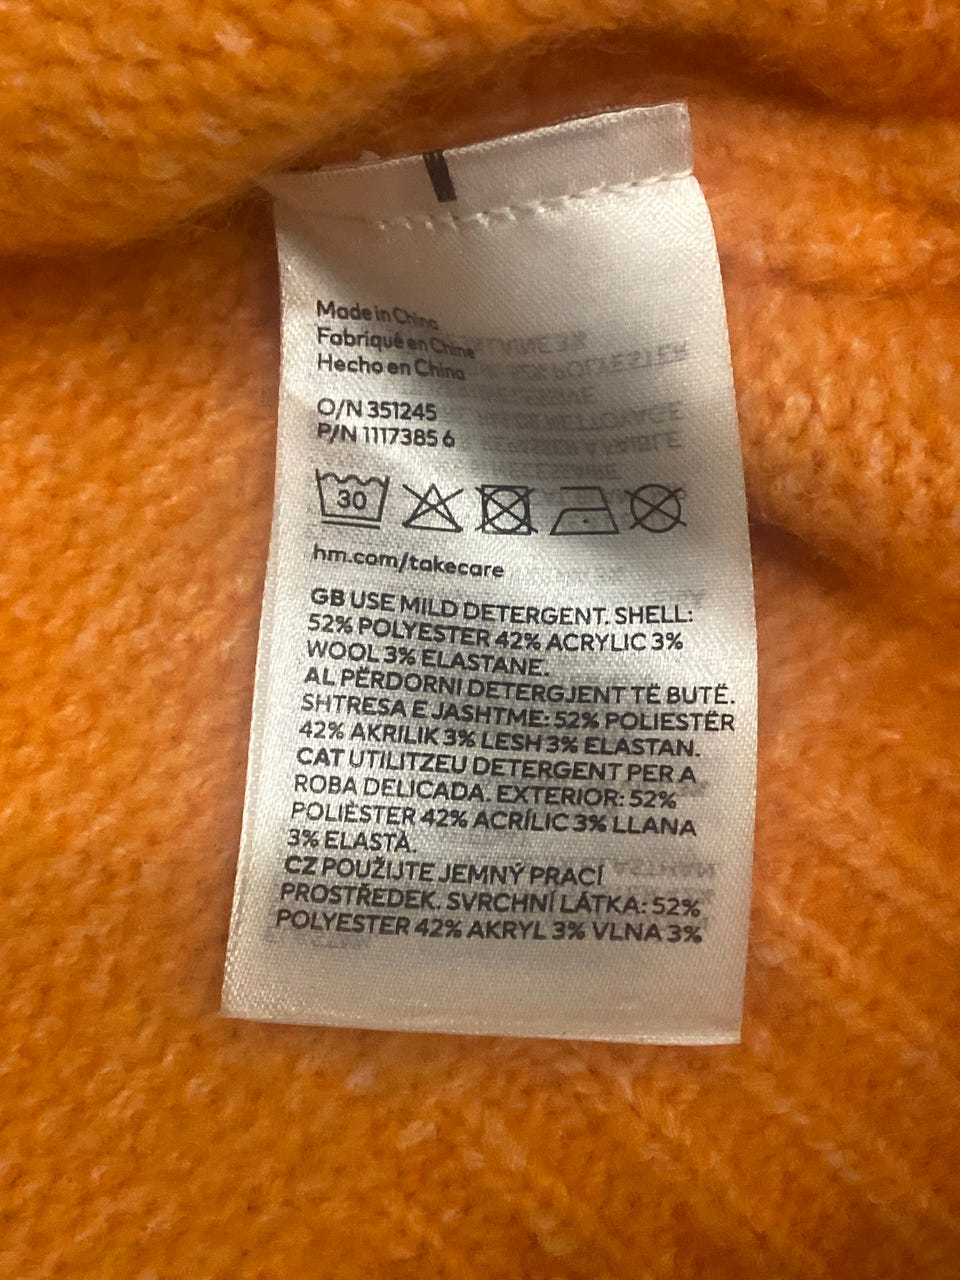 Made in China
Fabriqué en Chine
Hecho en China
O/N 351245
P/N 1117385 6
30
hm.com/takecare
GB USE MILD DETERGENT. SHELL:
52% POLYESTER 42% ACRYLIC 3%
WOOL 3% ELASTANE.
AL PËRDORNI DETERGJENT TË BUTË.
SHTRESA E JASHTME: 52% POLIESTËR
42% AKRILIK 3% LESH 3% ELASTAN.
CAT UTILITZEU DETERGENT PER A
ROBA DELICADA. EXTERIOR: 52%
POLIÈSTER 42% ACRÍLIC 3% LLANA
3% ELASTÀ.
CZ POUŽIJTE JEMNÝ PRACÍ
PROSTŘEDEK. SVRCHNÍ LÁTKA: 52%
POLYESTER 42% AKRYL 3% VLNA 3%